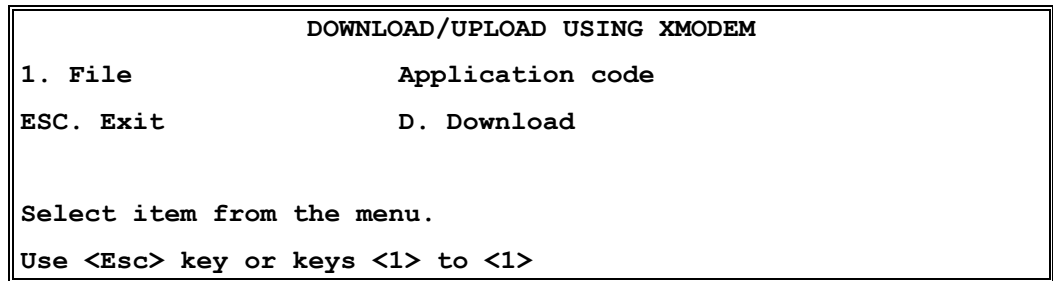 DOWNLOAD/UPLOAD USING XMODEM
1. File Application code
ESC. Exit D. Download
Select item from the menu.
Use <Esc> key or keys <1> to <1>